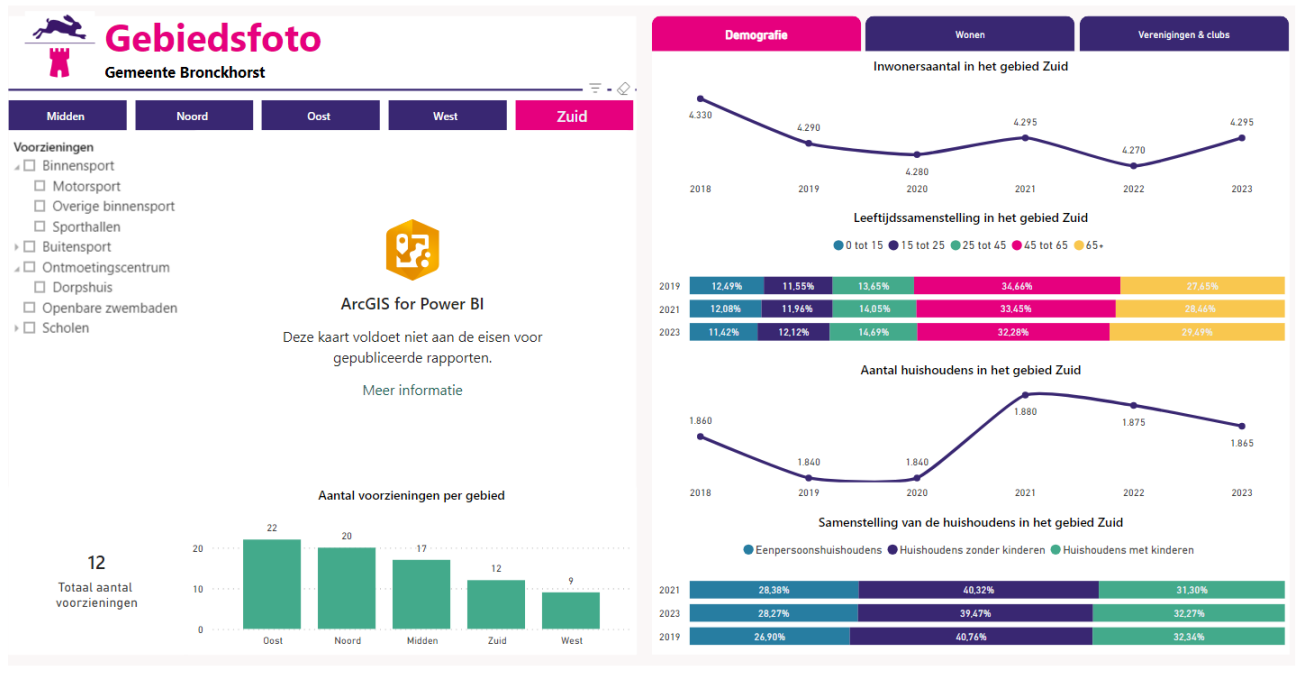 Gebiedsfoto
Gemeente Bronckhorst
Midden
Noord
Oost
West
Zuid
Voorzieningen
Binnensport
Motorsport
Overige binnensport
Sporthallen
Buitensport
Ontmoetingscentrum
Dorpshuis
Openbare zwembaden
Scholen
ArcGIS for Power BI
Deze kaart voldoet niet aan de eisen voor
gepubliceerde rapporten.
Meer informatie
12
Totaal aantal
voorzieningen
Aantal voorzieningen per gebied
22
20
17
12
9
20
10
0
Oost Noord Midden Zuid West
Demografie
Wonen
Verenigingen & clubs
Inwonersaantal in het gebied Zuid
4.330
4.290
4.280
4.295
4.270
4.295
2018 2019 2020 2021 2022 2023
Leeftijdssamenstelling in het gebied Zuid
0 tot 15 15 tot 25 25 tot 45 45 tot 65 65+
2019 12,49% 11,55% 13,65% 34,66% 27,65%
2021 12,08% 11,96% 14,05% 33,45% 28,46%
2023 11,42% 12,12% 14,69% 32,28% 29,49%
Aantal huishoudens in het gebied Zuid
1.860
1.840
1.840
1.880
1.875
1.865
2018 2019 2020 2021 2022 2023
Samenstelling van de huishoudens in het gebied Zuid
Eenpersoonshuishoudens Huishoudens zonder kinderen Huishoudens met kinderen
2021 28,38% 40,32% 31,30%
2023 28,27% 39,47% 32,27%
2019 26,90% 40,76% 32,34%